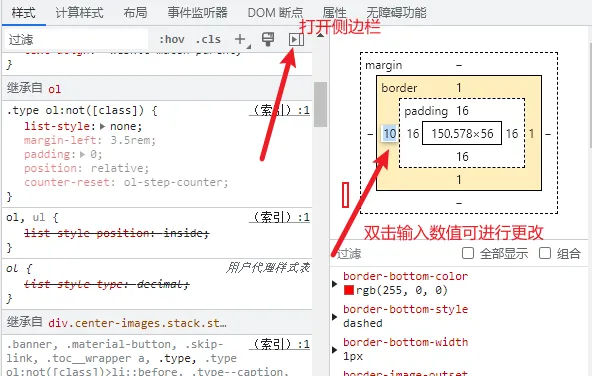 样式 计算样式 布局 事件监听器 DOM 断点 属性 无障碍功能
打开侧边栏
过滤 :hov .cls
}
继承自 ol
.type ol:not([class]) { (索引):1
list-style: none;
margin-left: 3.5rem;
padding: 0;
position: relative;
counter-reset: ol-step-counter;
}
ol, ul { (索引):1
list-style-position: inside;
}
ol { 用户代理样式表
list-style-type: decimal;
}
继承自 div.center-images.stack.st…
.banner, .material-button, .skip- (索引):1
link, .toc__wrapper a, .type, .type
ol:not([class])>li::before, .type--caption,
margin –
border 1
padding 16
– 10 16 150.578×56 16 1 –
16
1
–
双击输入数值可进行更改
过滤 全部显示 组合
border-bottom-color
rgb(255, 0, 0)
border-bottom-style
dashed
border-bottom-width
1px